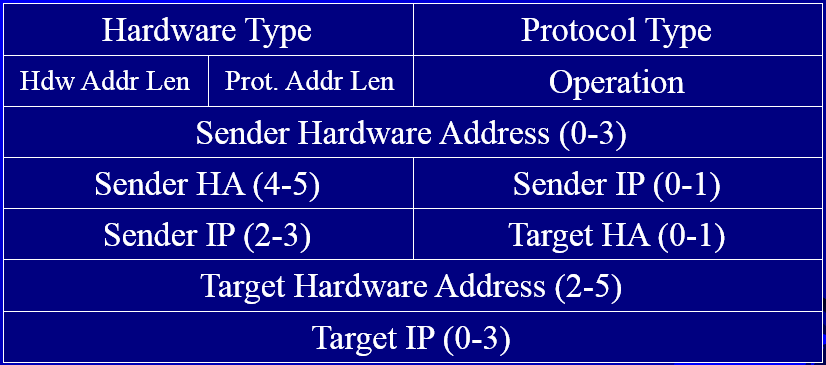 Hardware Type Protocol Type
Hdw Addr Len Prot. Addr Len Operation
Sender Hardware Address (0-3)
Sender HA (4-5) Sender IP (0-1)
Sender IP (2-3) Target HA (0-1)
Target Hardware Address (2-5)
Target IP (0-3)